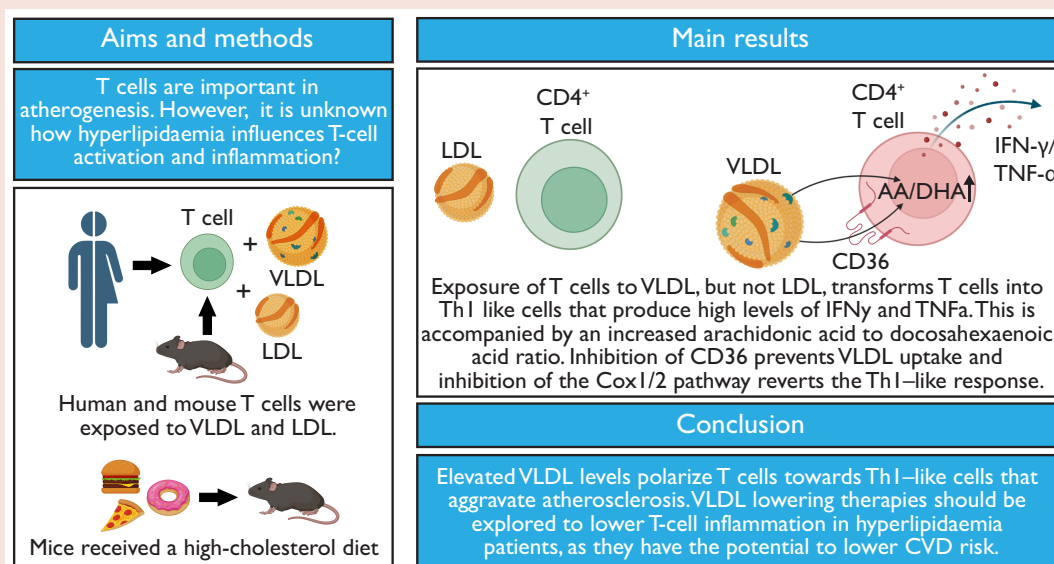 Aims and methods
T cells are important in
atherogenesis. However, it is unknown
how hyperlipidaemia influences T-cell
activation and inflammation?
T cell
+
VLDL
+
LDL
Human and mouse T cells were
exposed to VLDL and LDL.
Mice received a high-cholesterol diet
Main results
LDL
CD4+
T cell
VLDL
CD4+
T cell
IFN-γ/
TNF-α
AA/DHA
CD36
Exposure of T cells to VLDL, but not LDL, transforms T cells into
Th1 like cells that produce high levels of IFNy and TNFa. This is
accompanied by an increased arachidonic acid to docosahexaenoic
acid ratio. Inhibition of CD36 prevents VLDL uptake and
inhibition of the Cox1/2 pathway reverts the Th1–like response.
Conclusion
Elevated VLDL levels polarize T cells towards Th1–like cells that
aggravate atherosclerosis. VLDL lowering therapies should be
explored to lower T-cell inflammation in hyperlipidaemia
patients, as they have the potential to lower CVD risk.